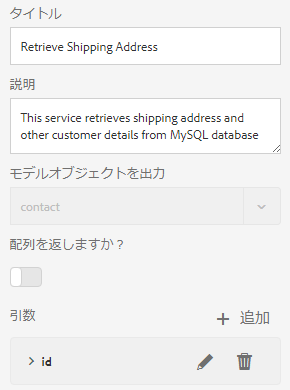 タイトル
Retrieve Shipping Address
説明
This service retrieves shipping address and
other customer details from MySQL database
モデルオブジェクトを出力
contact
配列を返しますか？
引数
+ 追加
id